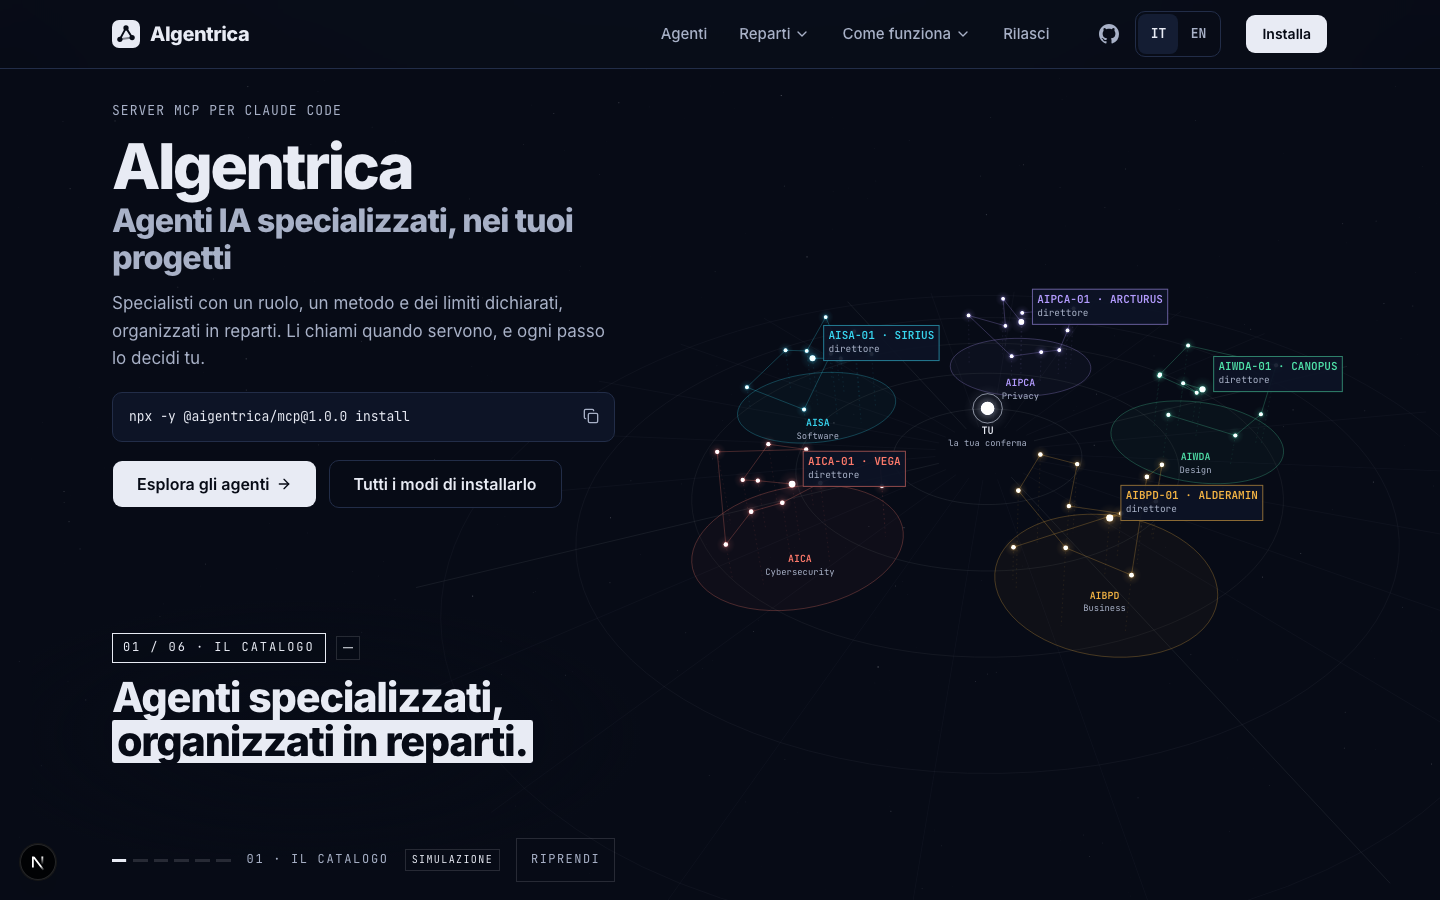 AIgentrica
Agenti
Reparti
Come funziona
Rilasci
IT
EN
Installa
SERVER MCP PER CLAUDE CODE
AIgentrica
Agenti IA specializzati, nei tuoi
progetti
Specialisti con un ruolo, un metodo e dei limiti dichiarati,
organizzati in reparti. Li chiami quando servono, e ogni passo
lo decidi tu.
npx -y @aigentrica/mcp@1.0.0 install
Esplora gli agenti →
Tutti i modi di installarlo
AIPCA-01 · ARCTURUS
direttore
AISA-01 · SIRIUS
direttore
AIWDA-01 · CANOPUS
direttore
AIPCA
Privacy
TU
la tua conferma
AISA
Software
AICA-01 · VEGA
direttore
AIWDA
Design
AIBPD-01 · ALDERAMIN
direttore
AICA
Cybersecurity
AIBPD
Business
01 / 06 · IL CATALOGO
—
Agenti specializzati,
organizzati in reparti.
N
01 · IL CATALOGO
SIMULAZIONE
RIPRENDI